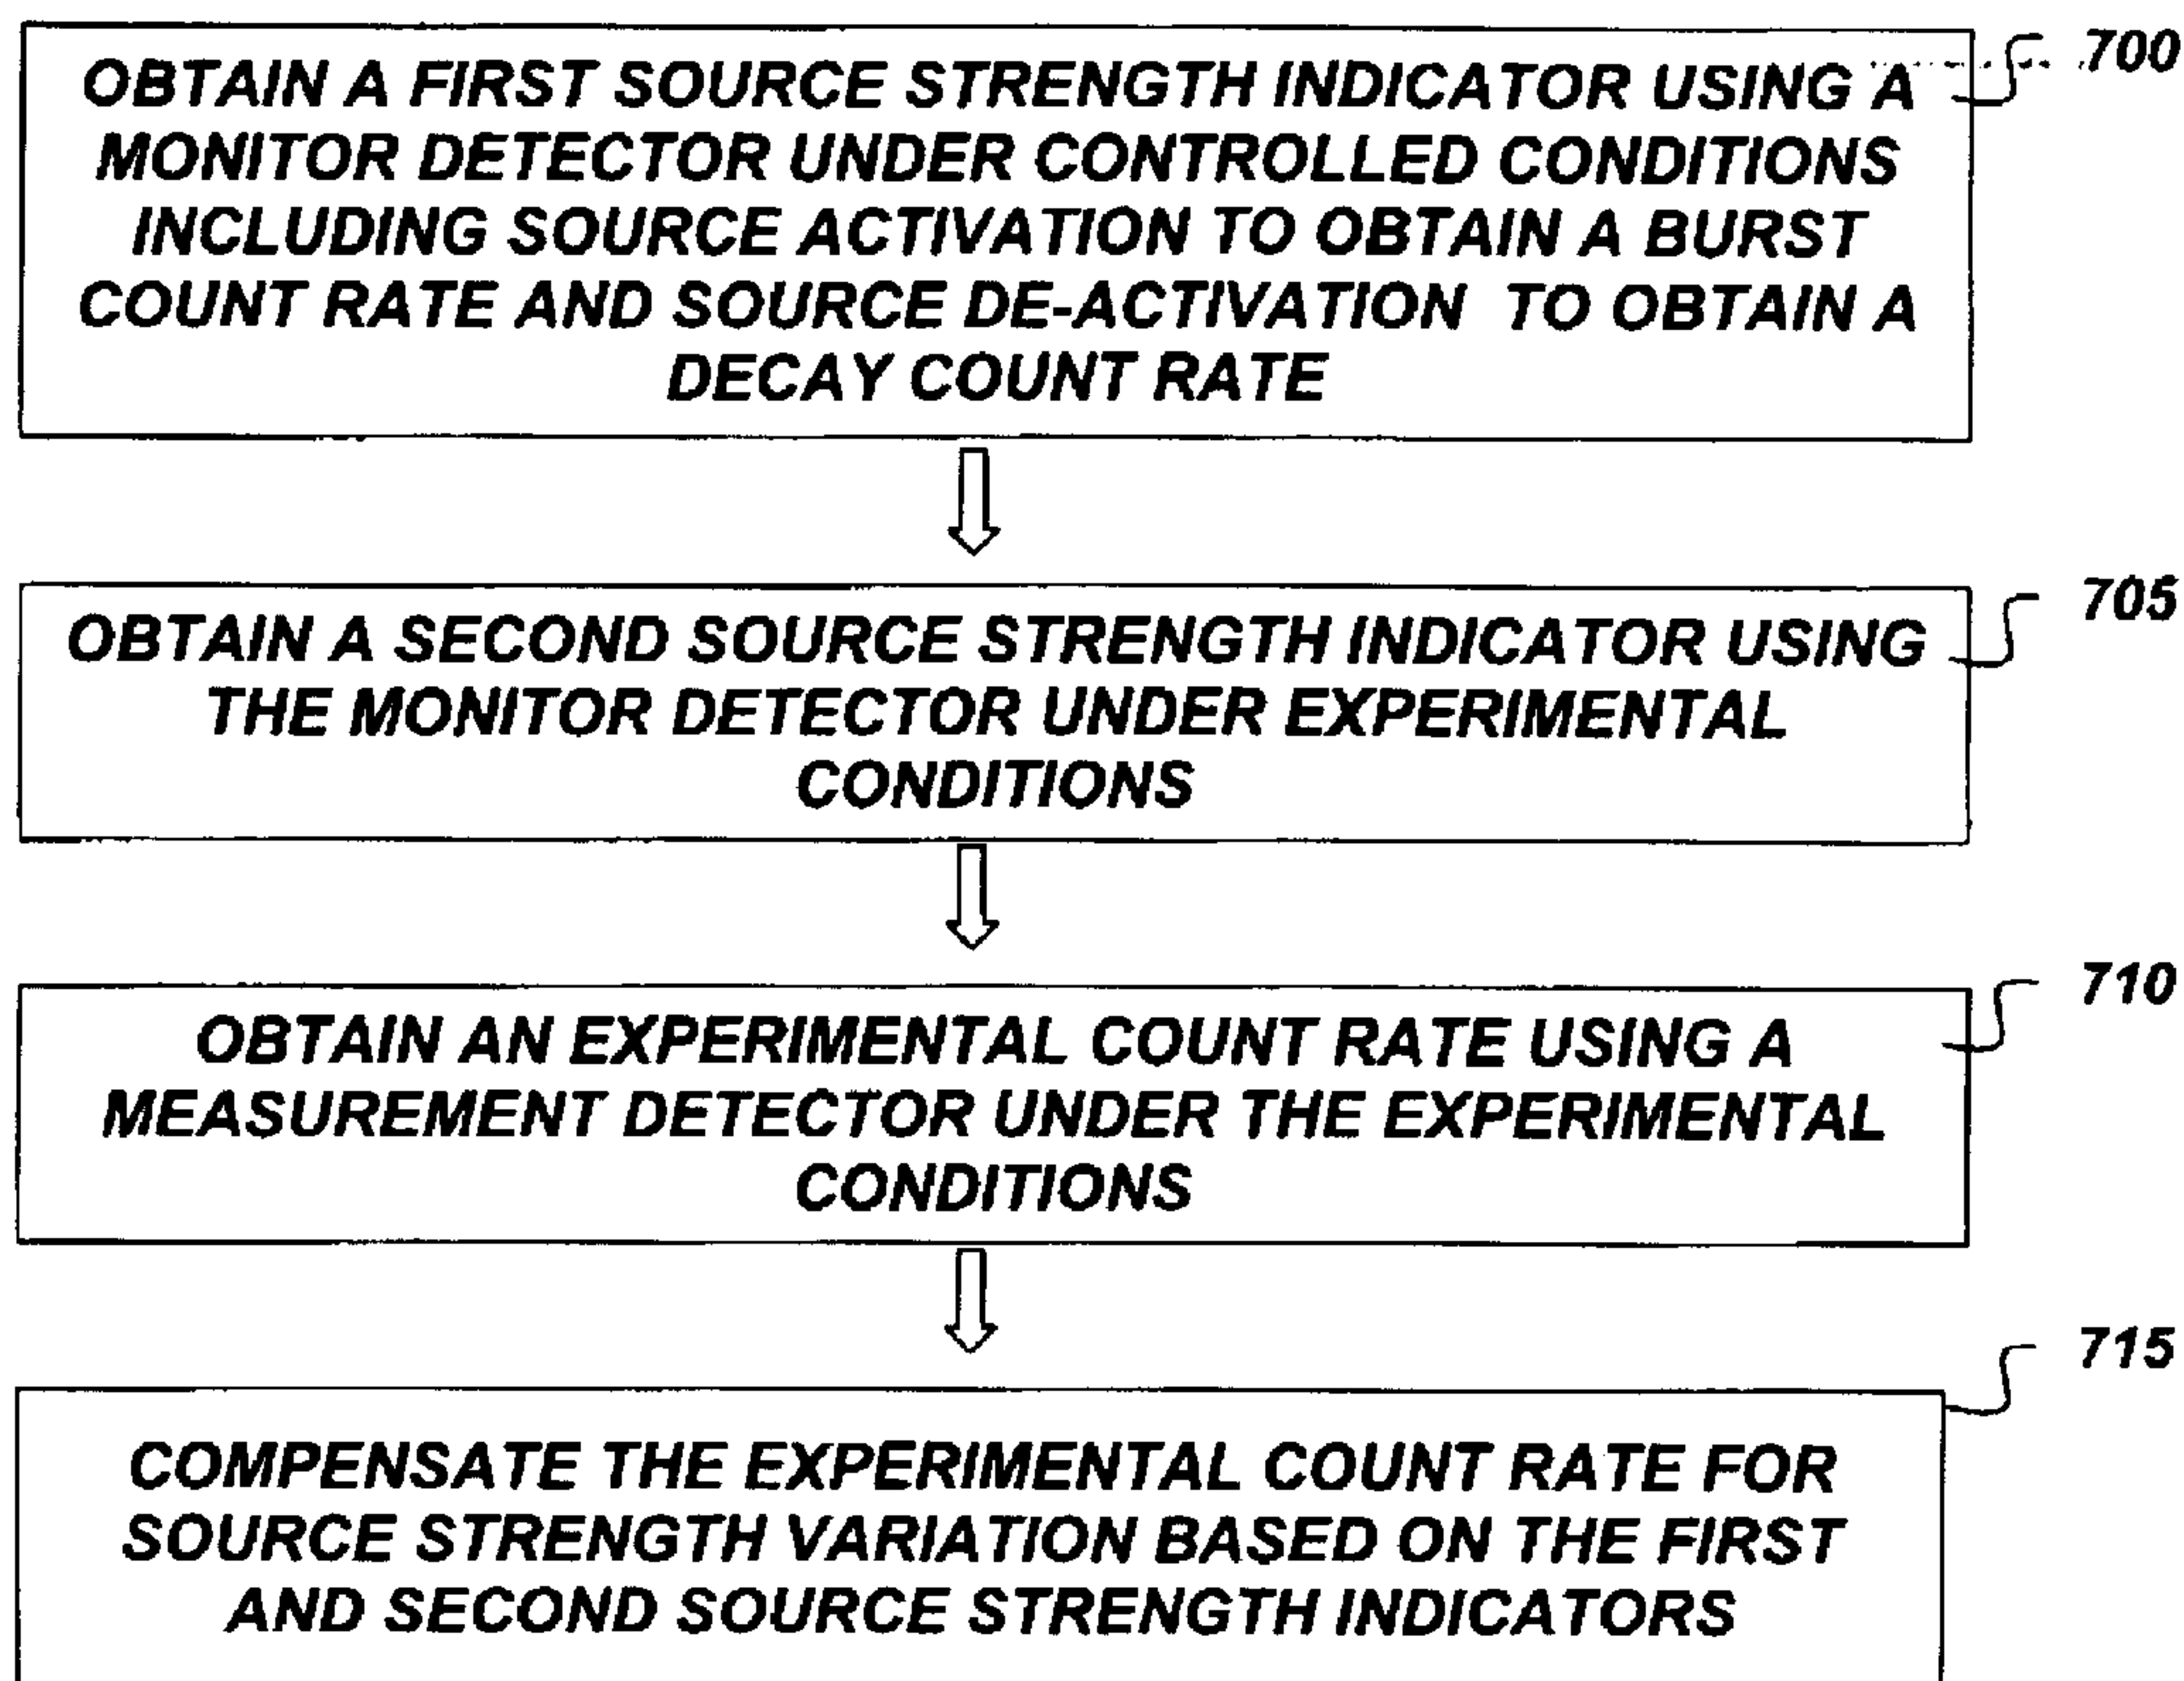 OBTAIN A FIRST SOURCE STRENGTH INDICATOR USING A
MONITOR DETECTOR UNDER CONTROLLED CONDITIONS
INCLUDING SOURCE ACTIVATION TO OBTAIN A BURST
COUNT RATE AND SOURCE DE-ACTIVATION TO OBTAIN A
DECAY COUNT RATE
700
OBTAIN A SECOND SOURCE STRENGTH INDICATOR USING
THE MONITOR DETECTOR UNDER EXPERIMENTAL
CONDITIONS
705
OBTAIN AN EXPERIMENTAL COUNT RATE USING A
MEASUREMENT DETECTOR UNDER THE EXPERIMENTAL
CONDITIONS
710
COMPENSATE THE EXPERIMENTAL COUNT RATE FOR
SOURCE STRENGTH VARIATION BASED ON THE FIRST
AND SECOND SOURCE STRENGTH INDICATORS
715